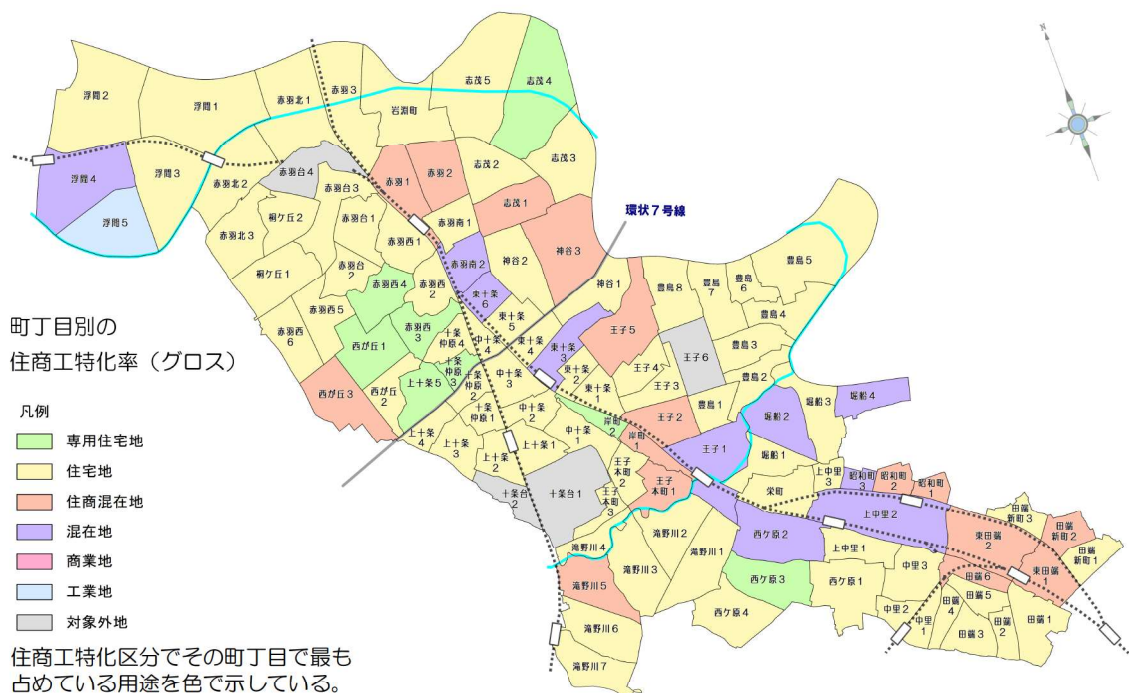 N
浮間2
浮間1
赤羽北1
赤羽3
岩淵町
志茂5
志茂4
浮間4
浮間3
浮間5
赤羽北2
赤羽台4
赤羽台3
赤羽1
赤羽2
志茂2
志茂3
志茂1
環状7号線
赤羽北3
桐ケ丘2
赤羽台1
赤羽西1
赤羽南1
桐ケ丘1
赤羽台2
赤羽西4
赤羽西2
赤羽南2
神谷2
神谷3
神谷1
赤羽西5
赤羽西6
赤羽西3
西が丘1
東十条6
東十条5
東十条4
東十条3
東十条2
東十条1
豊島8
豊島7
豊島6
豊島5
豊島4
豊島3
豊島2
豊島1
王子5
王子6
王子4
王子3
王子2
王子1
町丁目別の
住商工特化率（グロス）
十条仲原4
十条仲原3
十条仲原2
十条仲原1
中十条4
中十条3
中十条2
中十条1
西が丘3
西が丘2
上十条5
上十条4
上十条3
上十条2
上十条1
岸町2
岸町1
堀船2
堀船3
堀船4
堀船1
十条台2
十条台1
王子本町2
王子本町3
王子本町1
栄町
上中里3
昭和町3
昭和町2
昭和町1
滝野川4
滝野川2
滝野川1
滝野川3
滝野川5
滝野川6
滝野川7
西ケ原2
西ケ原3
西ケ原4
西ケ原1
上中里2
上中里1
中里3
中里2
中里1
東田端2
東田端1
田端新町3
田端新町2
田端新町1
田端6
田端5
田端4
田端3
田端2
田端1
凡例
専用住宅地
住宅地
住商混在地
混在地
商業地
工業地
対象外地
住商工特化区分でその町丁目で最も
占めている用途を色で示している。